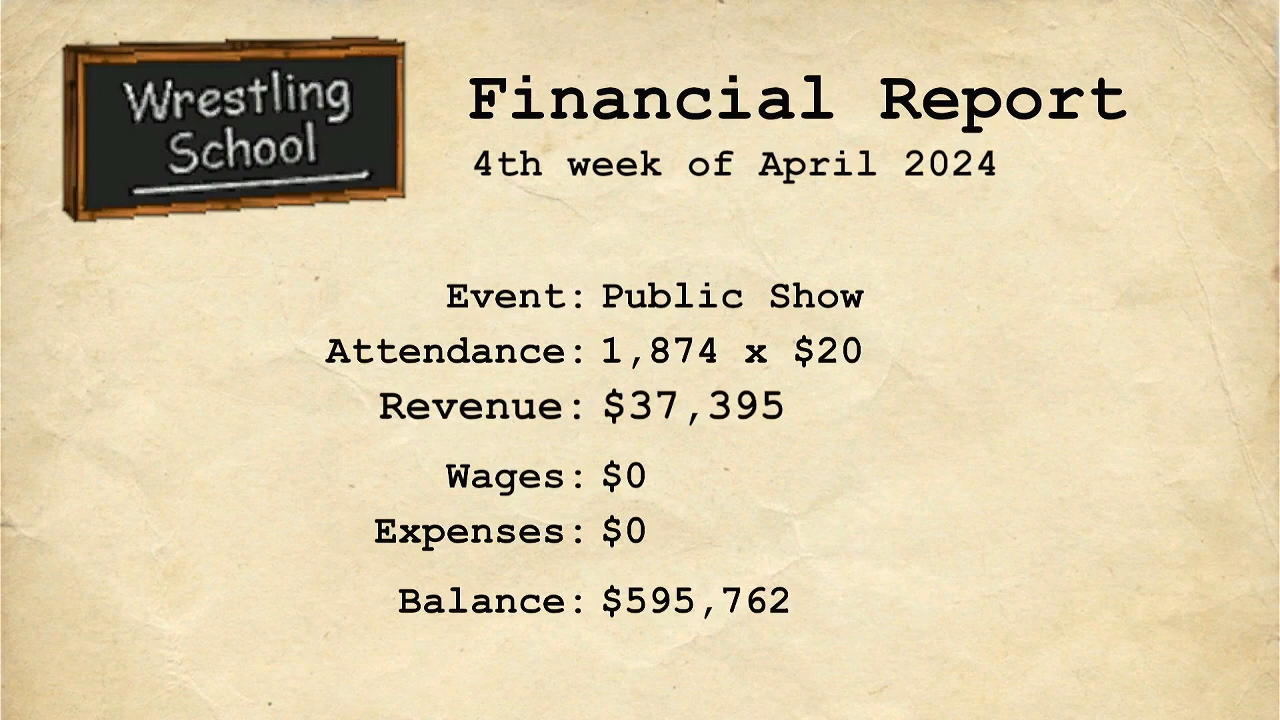 Wrestling
School
Financial Report
4th week of April 2024
Event: Public Show
Attendance: 1,874 x $20
Revenue: $37,395
Wages: $0
Expenses: $0
Balance: $595,762